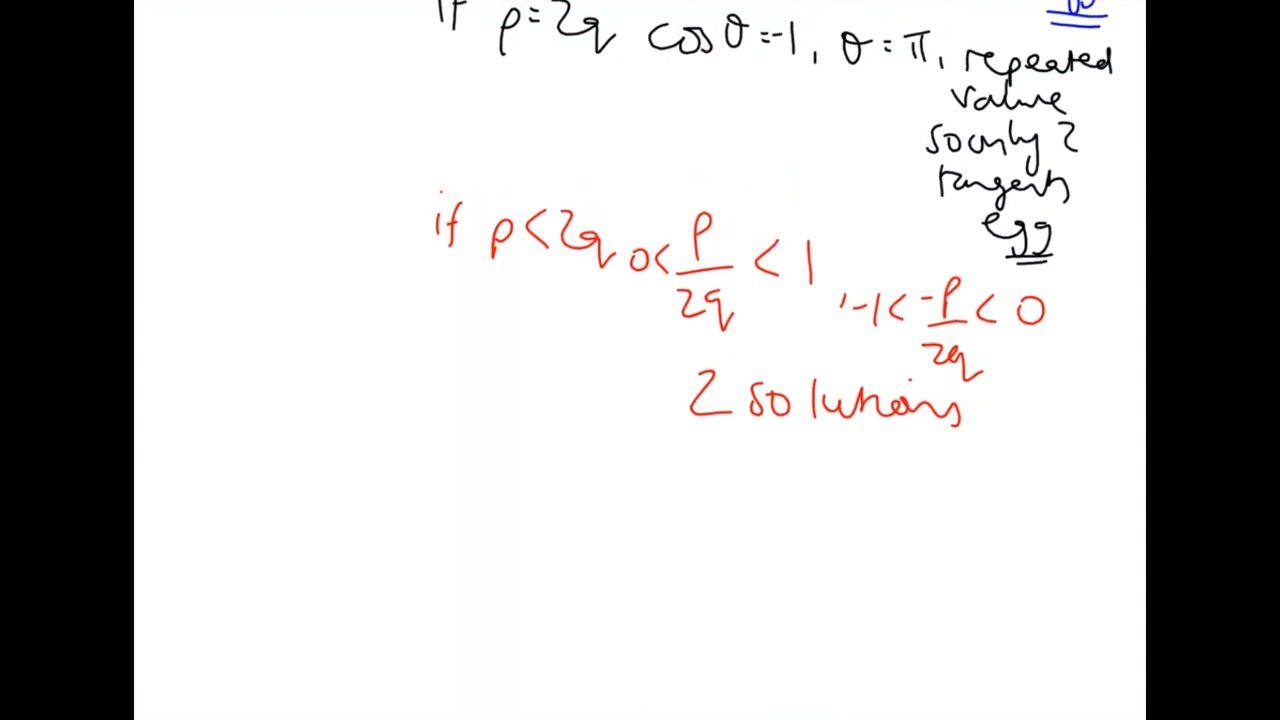 if p = 2q cos θ = -1, θ = π, repeated
value
so only 2
tangents
egg
if p < 2q 0 < p/2q < 1, -1 < -p/2q < 0
2 solutions